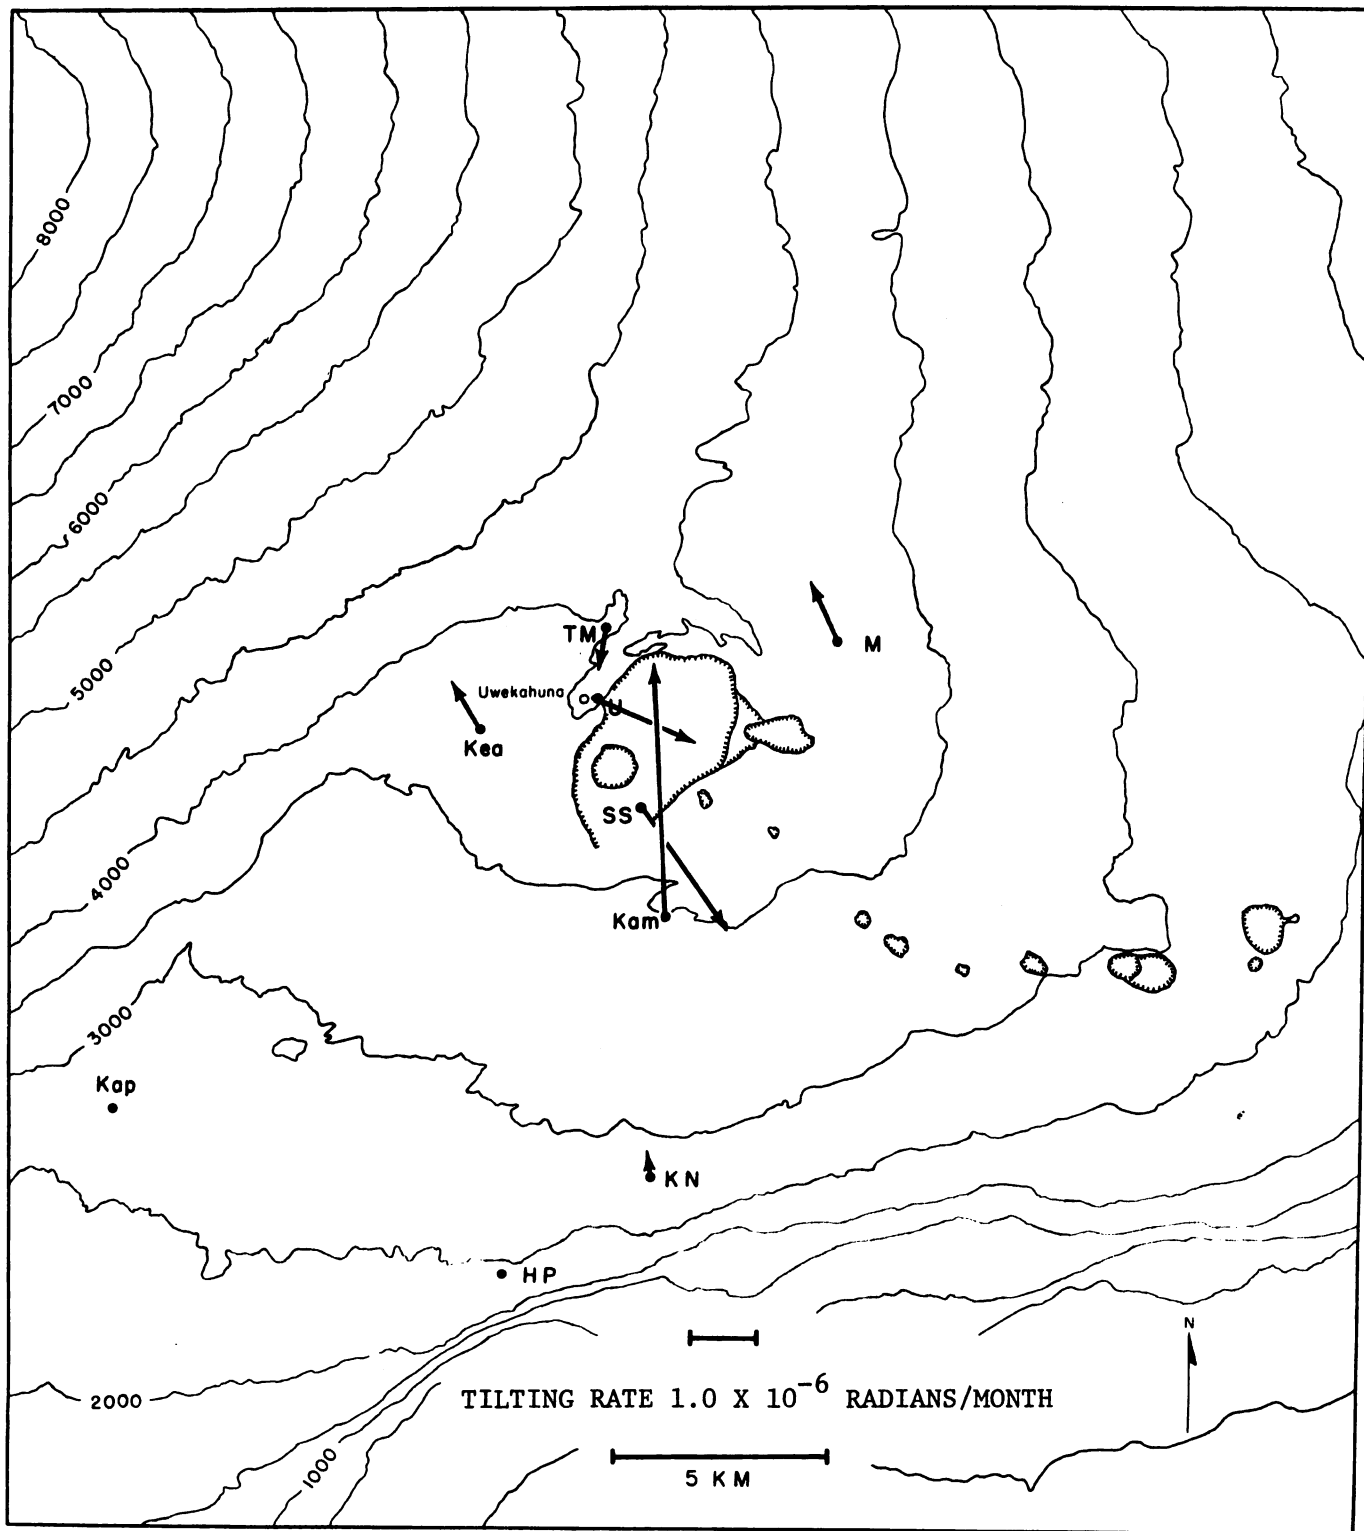 8000
7000
6000
5000
4000
3000
2000
1000
TM
M
Uwekahuna
U
Kea
SS
Kam
Kap
KN
HP
N
TILTING RATE 1.0 X 10⁻⁶ RADIANS/MONTH
5 KM